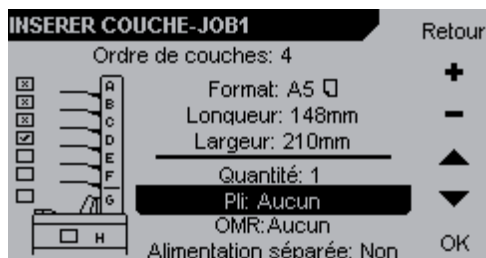 INSERER COUCHE-JOB1
Retour
Ordre de couches: 4
Format: A5
Lonqueur: 148mm
Largeur: 210mm
Quantité: 1
Pli: Aucun
OMR:Aucun
Alimentation séparée: Non
OK
A
B
C
D
E
F
G
H